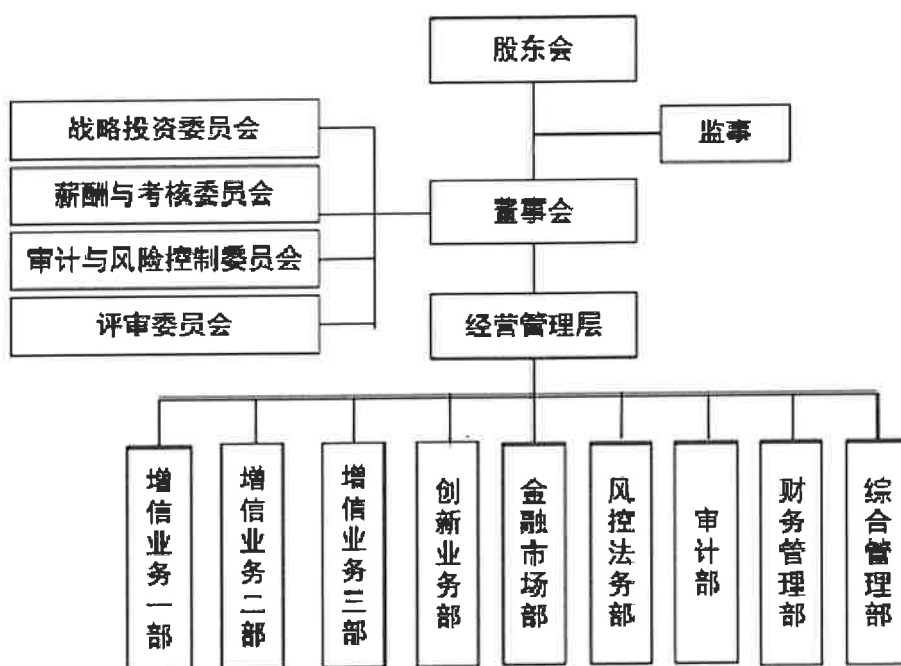 股东会
战略投资委员会
监事
薪酬与考核委员会
董事会
审计与风险控制委员会
评审委员会
经营管理层
增信业务一部
增信业务二部
增信业务三部
创新业务部
金融市场部
风控法务部
审计部
财务管理部
综合管理部